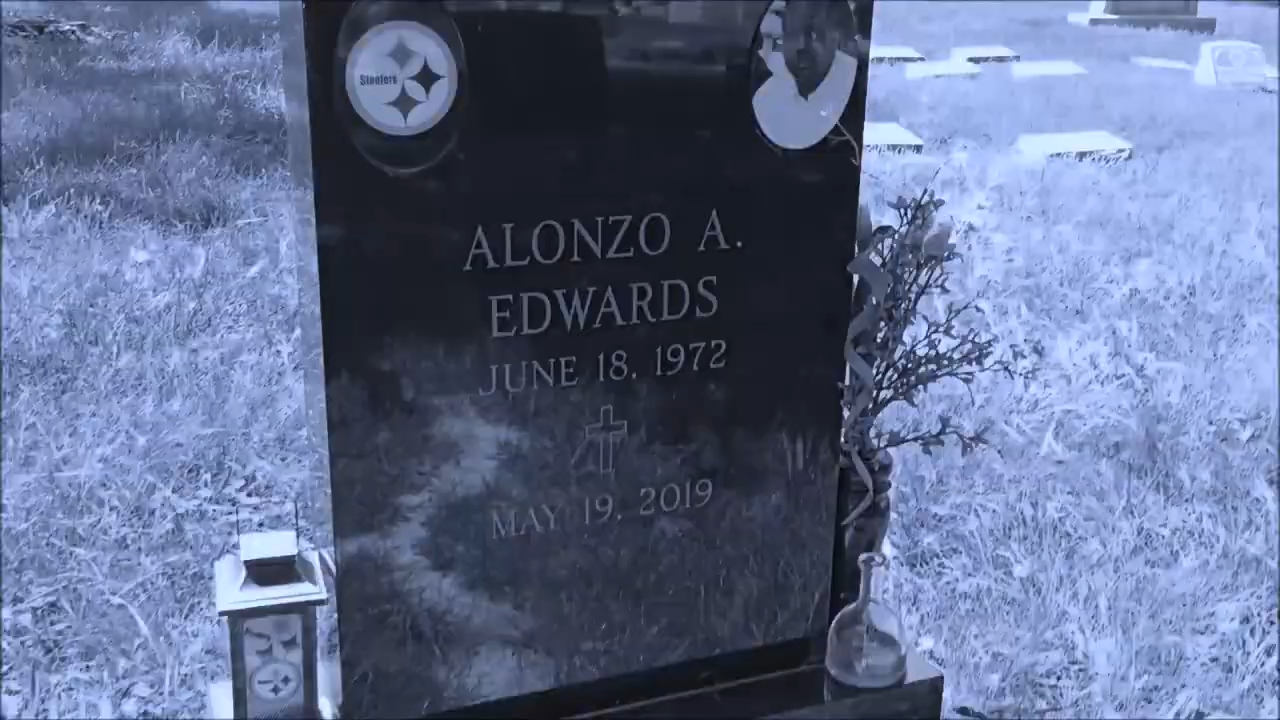 Steelers
ALONZO A.
EDWARDS
JUNE 18, 1972
MAY 19, 2019